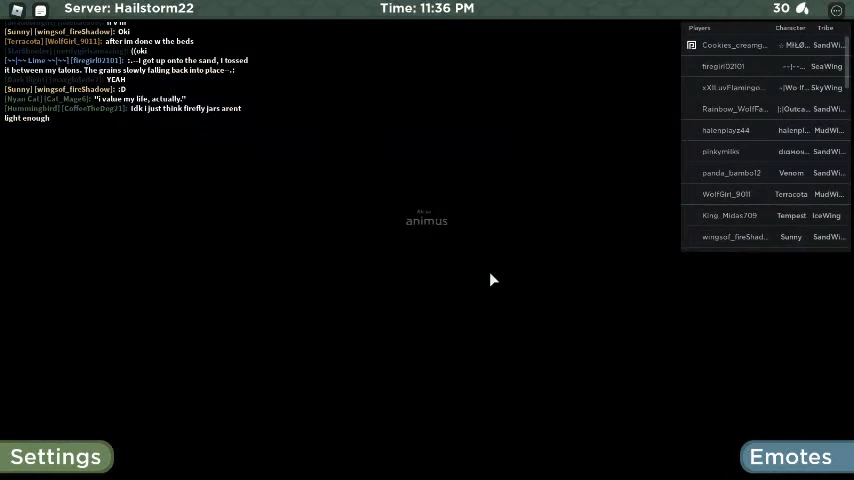 Server: Hailstorm22
Time: 11:36 PM
30
[Sunny] [wingsof_fireShadow]: Oki
[Terracota] [WolfGirl_9011]: after im done w the beds
((oki
[~~|~~ Lime ~~|~~] [firegirl02101]: :.--I got up onto the sand, I tossed
it between my talons. The grains slowly falling back into place--.:
YEAH
[Sunny] [wingsof_fireShadow]: :D
[Nyan Cat] [Cat_Mage6]: "i value my life, actually."
[Hummingbird] [CoffeeTheDog21]: Idk i just think firefly jars arent
light enough
Players Character Tribe
Cookies_creamg... SandWi...
firegirl02101 ~~|~~... SeaWing
xXILuvFlamingo... SkyWing
Rainbow_WolfFa... |;|Outca... SandWi...
halenplayz44 halenpl... MudWi...
pinkymilks SandWi...
panda_bambo12 Venom SandWi...
WolfGirl_9011 Terracota MudWi...
King_Midas709 Tempest IceWing
wingsof_fireShad... Sunny SandWi...
animus
Settings
Emotes